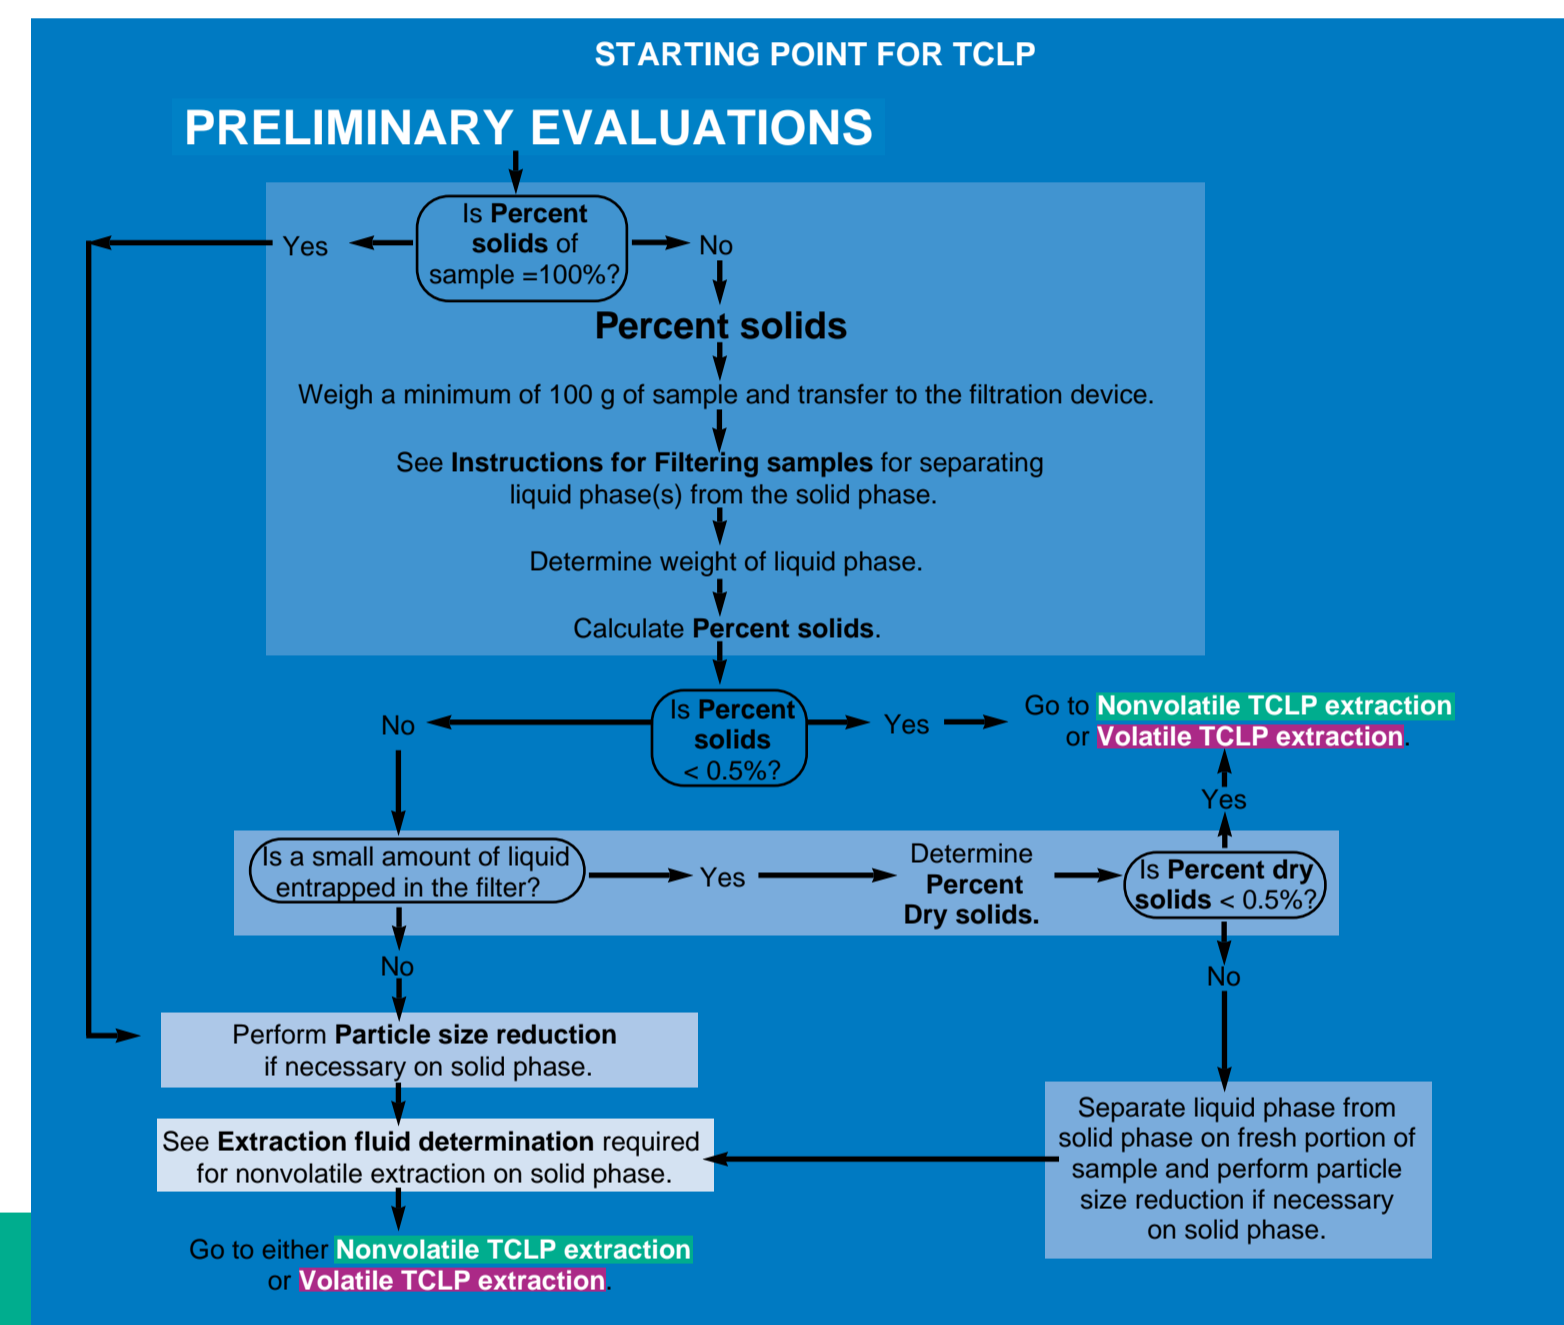 STARTING POINT FOR TCLP
PRELIMINARY EVALUATIONS
Is Percent
solids of
sample =100%?
Yes
No
Percent solids
Weigh a minimum of 100 g of sample and transfer to the filtration device.
See Instructions for Filtering samples for separating
liquid phase(s) from the solid phase.
Determine weight of liquid phase.
Calculate Percent solids.
Is Percent
solids
< 0.5%?
No
Yes
Go to Nonvolatile TCLP extraction
or Volatile TCLP extraction.
Yes
Is a small amount of liquid
entrapped in the filter?
Yes
Determine
Percent
Dry solids.
Is Percent dry
solids < 0.5%?
No
No
Perform Particle size reduction
if necessary on solid phase.
See Extraction fluid determination required
for nonvolatile extraction on solid phase.
Separate liquid phase from
solid phase on fresh portion of
sample and perform particle
size reduction if necessary
on solid phase.
Go to either Nonvolatile TCLP extraction
or Volatile TCLP extraction.